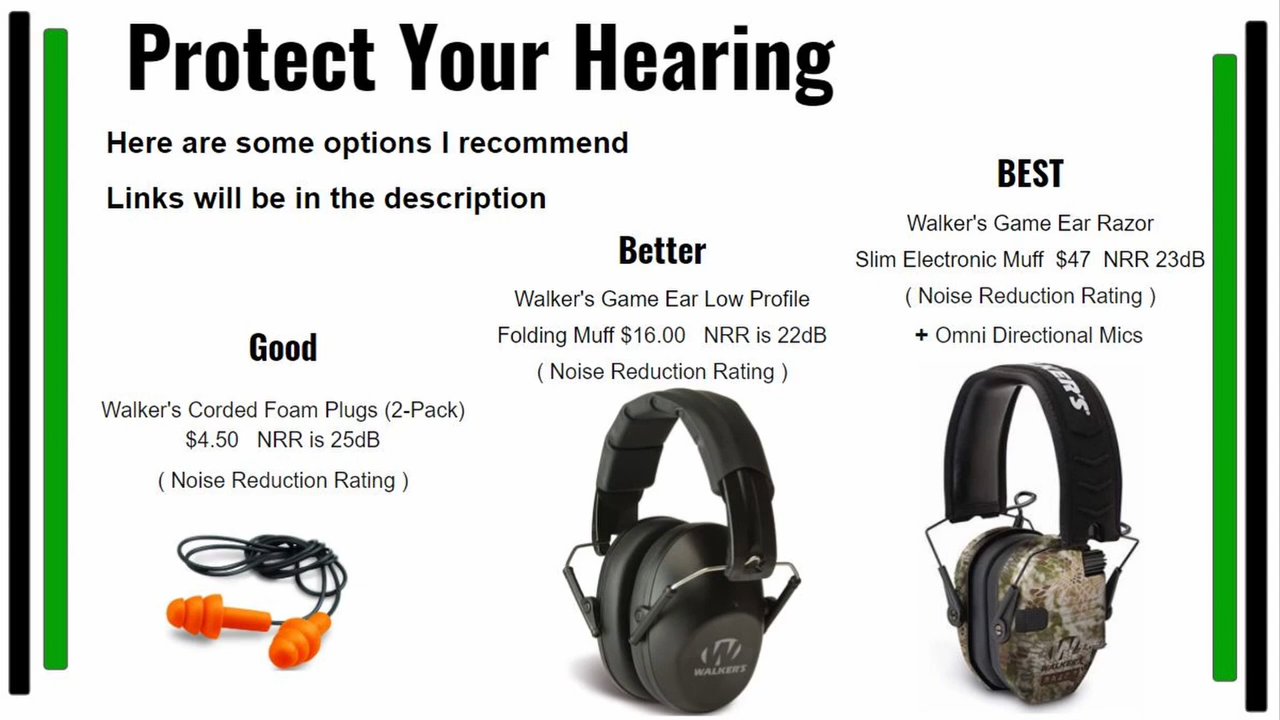 Protect Your Hearing
Here are some options I recommend
Links will be in the description
Good
Walker's Corded Foam Plugs (2-Pack)
$4.50 NRR is 25dB
( Noise Reduction Rating )
Better
Walker's Game Ear Low Profile
Folding Muff $16.00 NRR is 22dB
( Noise Reduction Rating )
WALKER'S
BEST
Walker's Game Ear Razor
Slim Electronic Muff $47 NRR 23dB
( Noise Reduction Rating )
+ Omni Directional Mics
WALKER'S
RAZOR